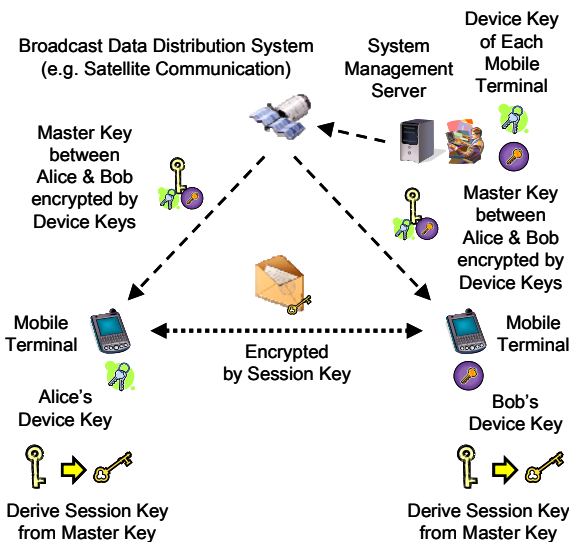 Broadcast Data Distribution System
(e.g. Satellite Communication)
System
Management
Server
Device Key
of Each
Mobile
Terminal
Master Key
between
Alice & Bob
encrypted by
Device Keys
Master Key
between
Alice & Bob
encrypted by
Device Keys
Mobile
Terminal
Encrypted
by Session Key
Mobile
Terminal
Alice's
Device Key
Bob's
Device Key
Derive Session Key
from Master Key
Derive Session Key
from Master Key